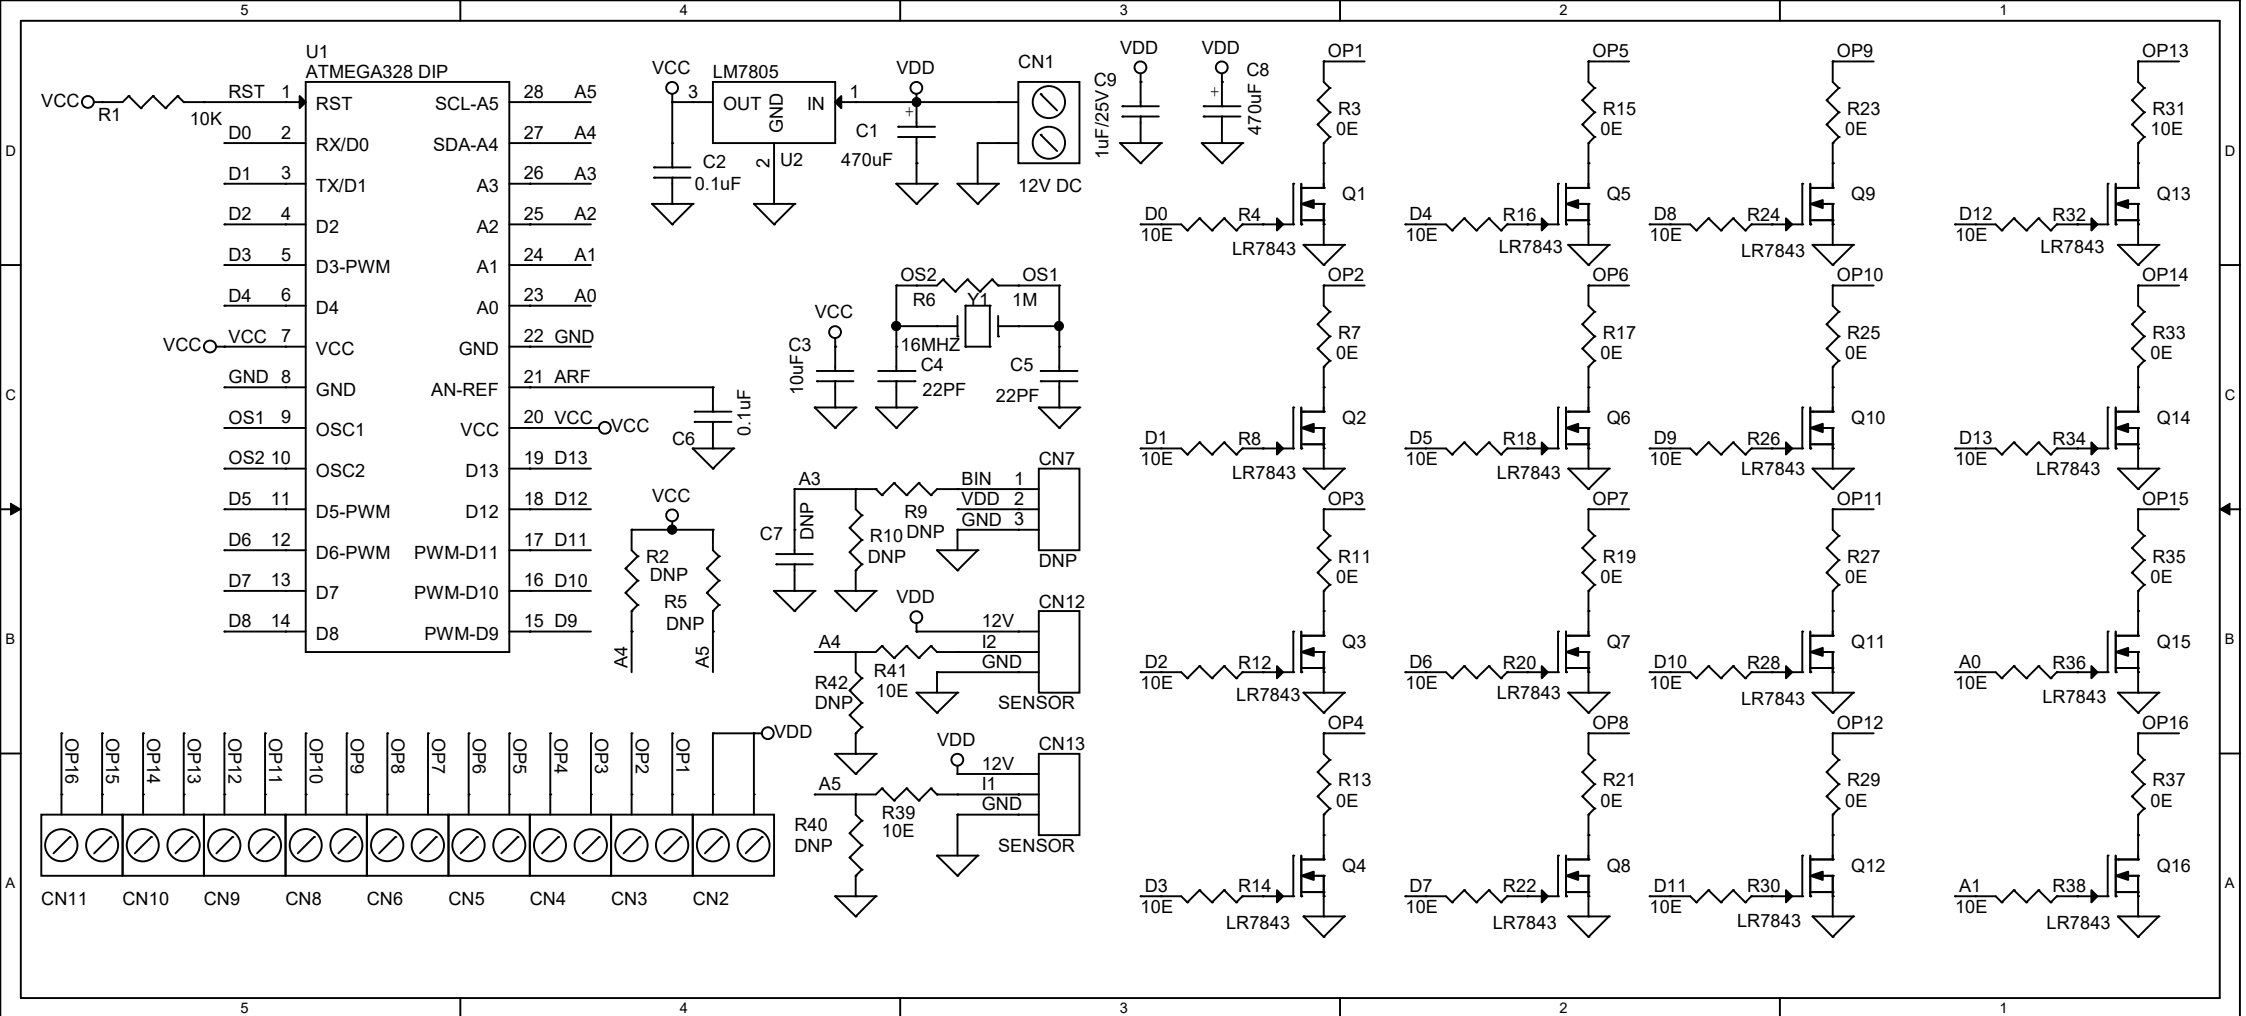 5 4 3 2 1
D
C
B
A
D
C
B
A
5 4 3 2 1
U1
ATMEGA328 DIP
VCC
R1
10K
RST 1 RST
D0 2 RX/D0
D1 3 TX/D1
D2 4 D2
D3 5 D3-PWM
D4 6 D4
VCC VCC 7 VCC
GND 8 GND
OS1 9 OSC1
OS2 10 OSC2
D5 11 D5-PWM
D6 12 D6-PWM
D7 13 D7
D8 14 D8
SCL-A5 28 A5
SDA-A4 27 A4
A3 26 A3
A2 25 A2
A1 24 A1
A0 23 A0
GND 22 GND
AN-REF 21 ARF
VCC 20 VCC VCC
D13 19 D13
D12 18 D12
PWM-D11 17 D11
PWM-D10 16 D10
PWM-D9 15 D9
C6
0.1uF
VCC
LM7805
3 OUT GND IN 1
2 U2
C2
0.1uF
VDD
+
C1
470uF
CN1
12V DC
VDD
C9
1uF/25V
VDD
+
C8
470uF
OS2 OS1
R6 Y1 1M
16MHZ
C4
22PF
C5
22PF
VCC
C3
10uF
VCC
R2
DNP
R5
DNP
A4
A5
A3
C7
DNP
R10
DNP
R9
DNP
CN7
BIN 1
VDD 2
GND 3
DNP
VDD
CN12
12V
I2
GND
SENSOR
A4
R41
10E
R42
DNP
VDD
CN13
12V
I1
GND
SENSOR
A5
R39
10E
R40
DNP
OP16 OP15 OP14 OP13 OP12 OP11 OP10 OP9 OP8 OP7 OP6 OP5 OP4 OP3 OP2 OP1 VDD
CN11 CN10 CN9 CN8 CN6 CN5 CN4 CN3 CN2
OP1
R3
0E
Q1
D0 R4
10E
LR7843
OP2
R7
0E
Q2
D1 R8
10E
LR7843
OP3
R11
0E
Q3
D2 R12
10E
LR7843
OP4
R13
0E
Q4
D3 R14
10E
LR7843
OP5
R15
0E
Q5
D4 R16
10E
LR7843
OP6
R17
0E
Q6
D5 R18
10E
LR7843
OP7
R19
0E
Q7
D6 R20
10E
LR7843
OP8
R21
0E
Q8
D7 R22
10E
LR7843
OP9
R23
0E
Q9
D8 R24
10E
LR7843
OP10
R25
0E
Q10
D9 R26
10E
LR7843
OP11
R27
0E
Q11
D10 R28
10E
LR7843
OP12
R29
0E
Q12
D11 R30
10E
LR7843
OP13
R31
10E
Q13
D12 R32
10E
LR7843
OP14
R33
0E
Q14
D13 R34
10E
LR7843
OP15
R35
0E
Q15
A0 R36
10E
LR7843
OP16
R37
0E
Q16
A1 R38
10E
LR7843